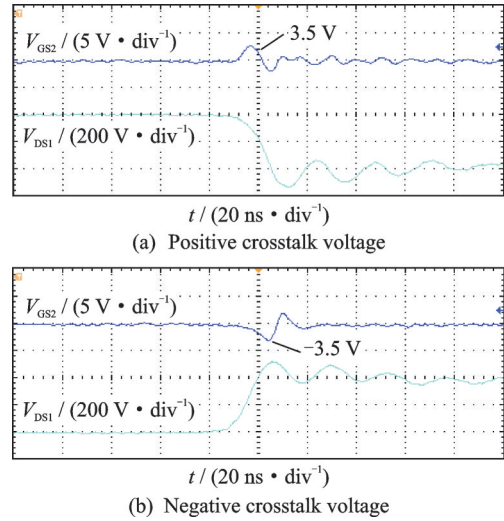 V_GS2 / (5 V • div⁻¹)
3.5 V
V_DS1 / (200 V • div⁻¹)
t / (20 ns • div⁻¹)
(a) Positive crosstalk voltage
V_GS2 / (5 V • div⁻¹)
−3.5 V
V_DS1 / (200 V • div⁻¹)
t / (20 ns • div⁻¹)
(b) Negative crosstalk voltage